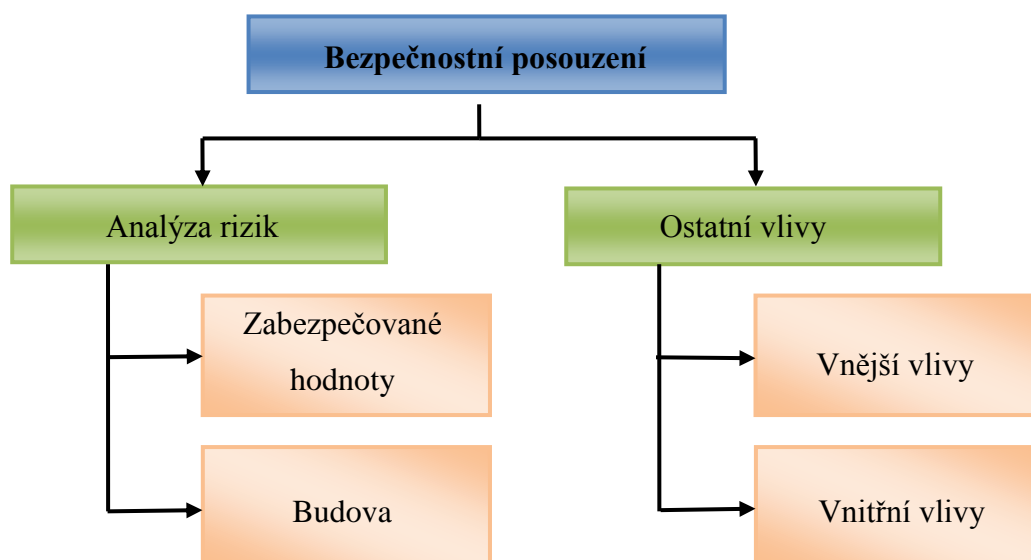 Bezpečnostní posouzení
Analýza rizik
Ostatní vlivy
Zabezpečované
hodnoty
Vnější vlivy
Budova
Vnitřní vlivy